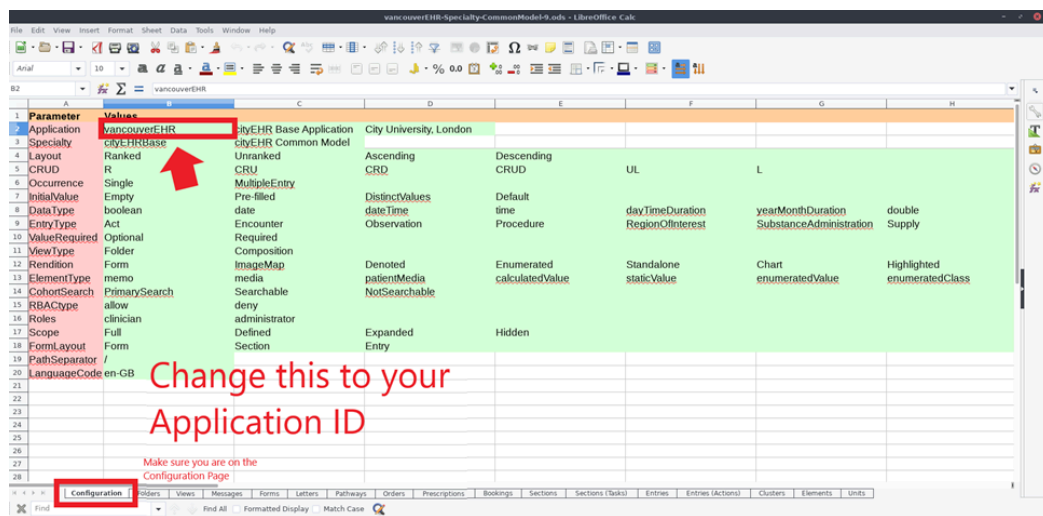 vancouverEHR-Specialty-CommonModel-9.ods - LibreOffice Calc
File Edit View Insert Format Sheet Data Tools Window Help
Arial 10 a a a a % 0.0
B2 Σ = vancouverEHR
A B C D E F G H
1 Parameter Values
2 Application vancouverEHR cityEHR Base Application City University, London
3 Specialty cityEHRBase cityEHR Common Model
4 Layout Ranked Unranked Ascending Descending
5 CRUD R CRU CRD CRUD UL L
6 Occurrence Single MultipleEntry
7 InitialValue Empty Pre-filled DistinctValues Default
8 DataType boolean date dateTime time dayTimeDuration yearMonthDuration double
9 EntryType Act Encounter Observation Procedure RegionOfInterest SubstanceAdministration Supply
10 ValueRequired Optional Required
11 ViewType Folder Composition
12 Rendition Form ImageMap Denoted Enumerated Standalone Chart Highlighted
13 ElementType memo media patientMedia calculatedValue staticValue enumeratedValue enumeratedClass
14 CohortSearch PrimarySearch Searchable NotSearchable
15 RBACtype allow deny
16 Roles clinician administrator
17 Scope Full Defined Expanded Hidden
18 FormLayout Form Section Entry
19 PathSeparator /
20 LanguageCode en-GB
21
22
23
24
25
26
27
28
Change this to your
Application ID
Make sure you are on the
Configuration Page
Configuration Folders Views Messages Forms Letters Pathways Orders Prescriptions Bookings Sections Sections (Tasks) Entries Entries (Actions) Clusters Elements Units
Find Find All Formatted Display Match Case